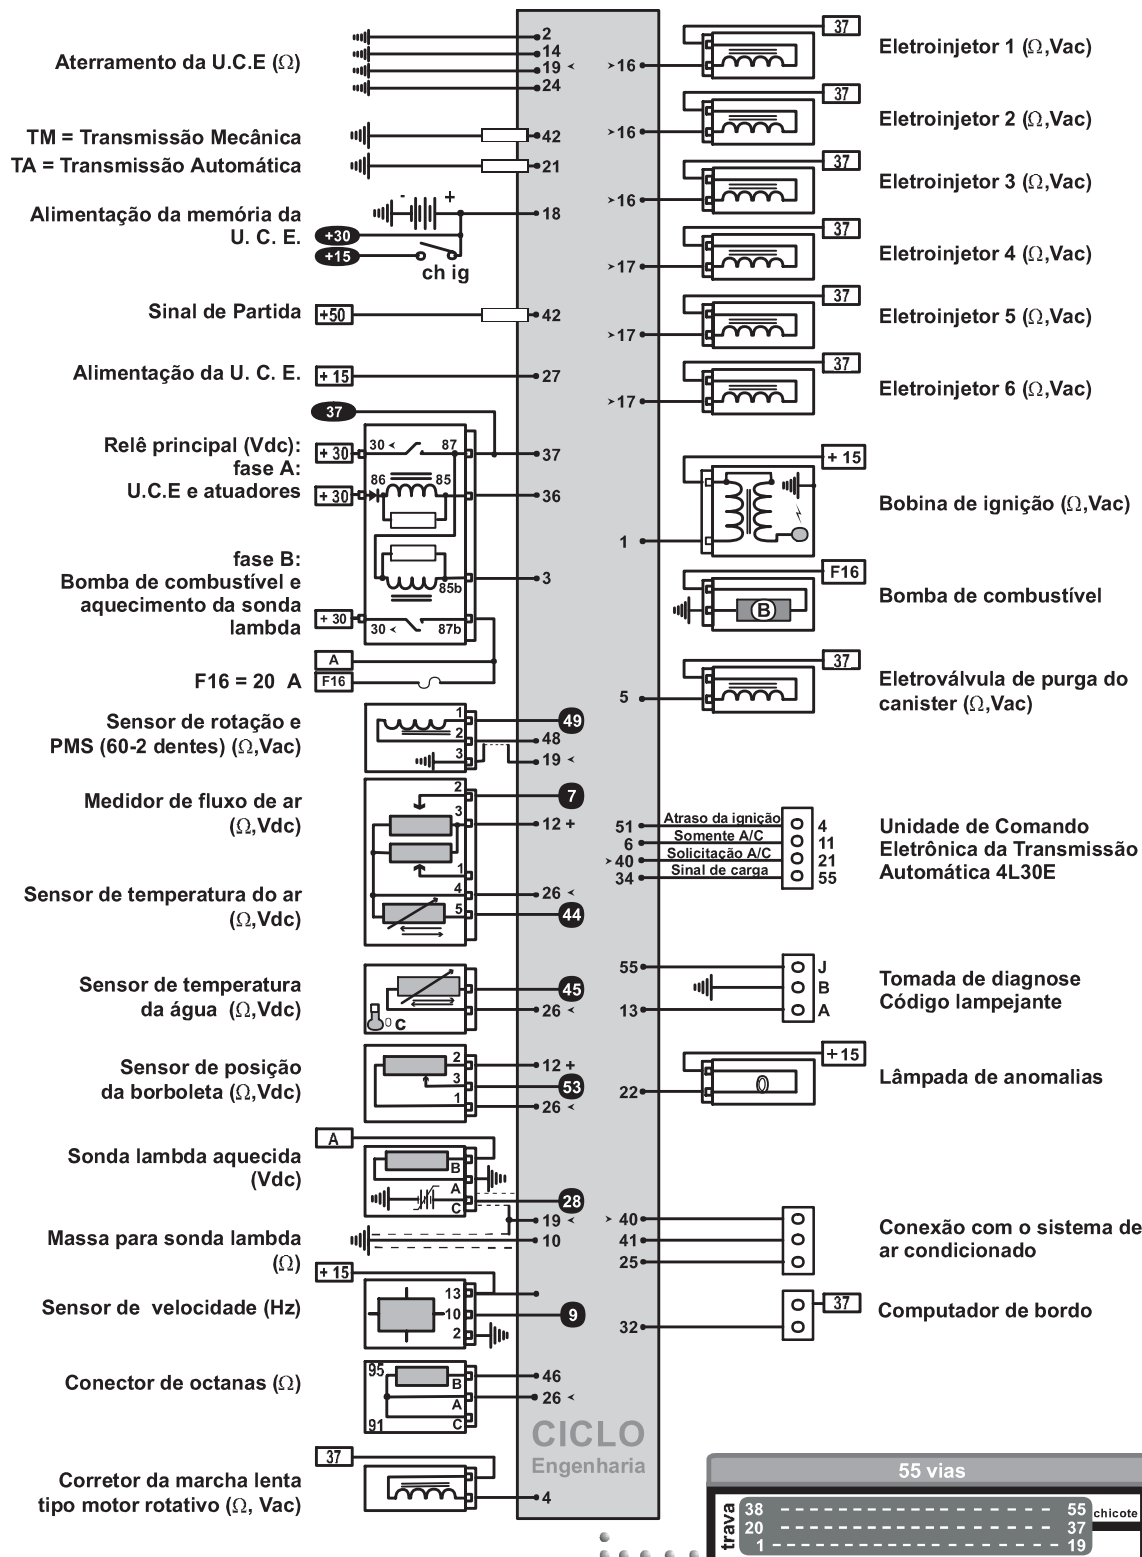 Aterramento da U.C.E (Ω)
2
14
19
24
TM = Transmissão Mecânica
42
TA = Transmissão Automática
21
Alimentação da memória da
U. C. E.
- +
18
+30
+15
ch ig
Sinal de Partida
+50
42
Alimentação da U. C. E.
+ 15
27
37
Relê principal (Vdc):
fase A:
U.C.E e atuadores
+ 30
30
87
37
+ 30
86
85
36
fase B:
Bomba de combustível e
aquecimento da sonda
lambda
85b
3
+ 30
30
87b
A
F16 = 20 A
F16
Sensor de rotação e
PMS (60-2 dentes) (Ω,Vac)
1
49
2
48
3
19
Medidor de fluxo de ar
(Ω,Vdc)
2
7
3
12 +
1
Sensor de temperatura do ar
(Ω,Vdc)
4
26
5
44
Sensor de temperatura
da água (Ω,Vdc)
45
26
0 c
Sensor de posição
da borboleta (Ω,Vdc)
2
12 +
3
53
1
26
A
Sonda lambda aquecida
(Vdc)
B
A
28
C
19
Massa para sonda lambda
(Ω)
10
+ 15
Sensor de velocidade (Hz)
13
10
9
2
Conector de octanas (Ω)
95
B
46
A
26
91
C
37
Corretor da marcha lenta
tipo motor rotativo (Ω, Vac)
4
CICLO
Engenharia
37
16
Eletroinjetor 1 (Ω,Vac)
37
16
Eletroinjetor 2 (Ω,Vac)
37
16
Eletroinjetor 3 (Ω,Vac)
37
17
Eletroinjetor 4 (Ω,Vac)
37
17
Eletroinjetor 5 (Ω,Vac)
37
17
Eletroinjetor 6 (Ω,Vac)
+ 15
1
Bobina de ignição (Ω,Vac)
F16
B
Bomba de combustível
37
5
Eletroválvula de purga do
canister (Ω,Vac)
51 Atraso da ignição 4
6 Somente A/C 11
40 Solicitação A/C 21
34 Sinal de carga 55
Unidade de Comando
Eletrônica da Transmissão
Automática 4L30E
55 J
B
13 A
Tomada de diagnose
Código lampejante
+15
22
Lâmpada de anomalias
40
41
25
Conexão com o sistema de
ar condicionado
37
32
Computador de bordo
55 vias
trava
38 55
20 37
1 19
chicote